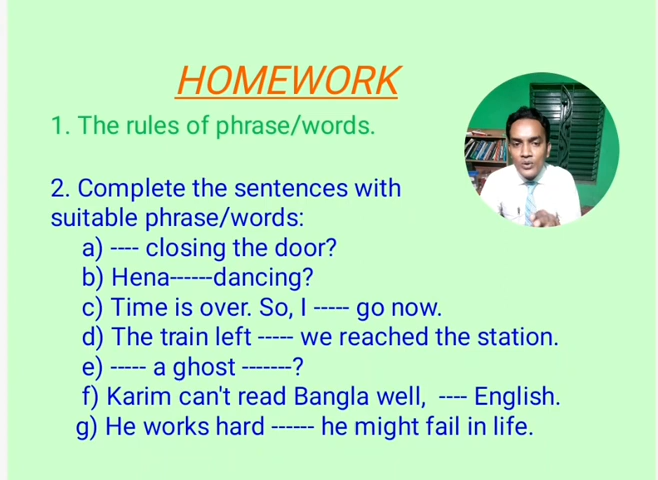 HOMEWORK
1. The rules of phrase/words.
2. Complete the sentences with
suitable phrase/words:
a) ---- closing the door?
b) Hena------dancing?
c) Time is over. So, I ----- go now.
d) The train left ----- we reached the station.
e) ----- a ghost -------?
f) Karim can't read Bangla well,  ---- English.
g) He works hard ------ he might fail in life.